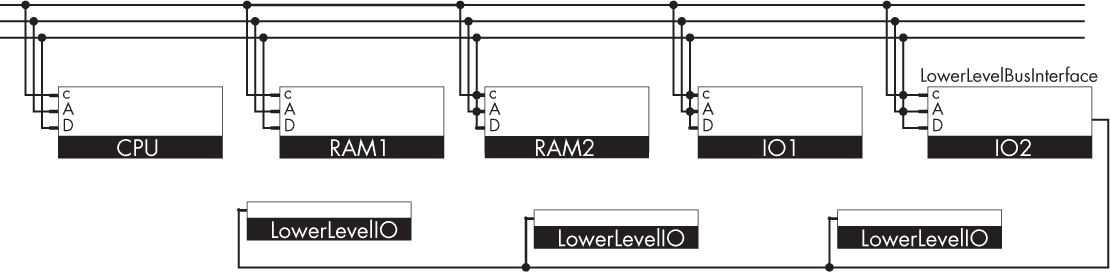 LowerLevelBusInterface
c
A
D
CPU
c
A
D
RAM1
c
A
D
RAM2
c
A
D
IO1
c
A
D
IO2
LowerLevelIO
LowerLevelIO
LowerLevelIO